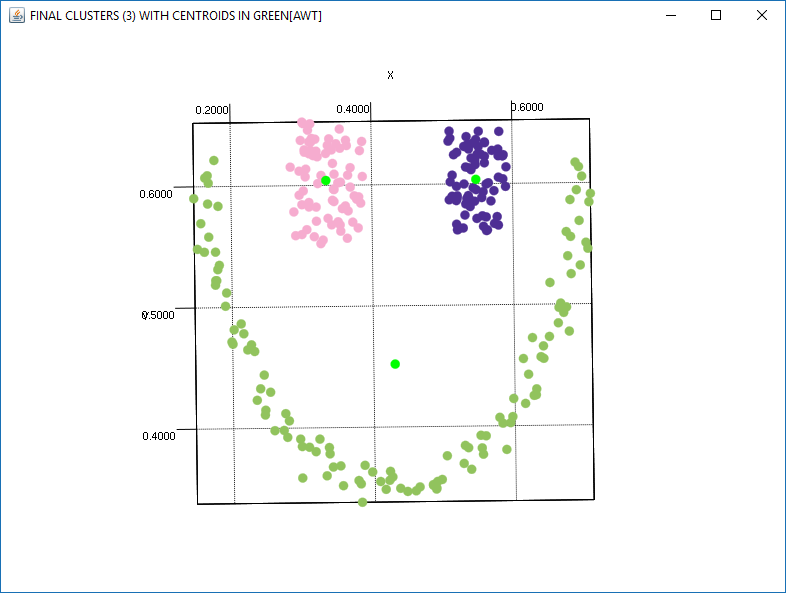 FINAL CLUSTERS (3) WITH CENTROIDS IN GREEN[AWT]
X
0.2000 0.4000 0.6000
0.6000
Y
0.5000
0.4000